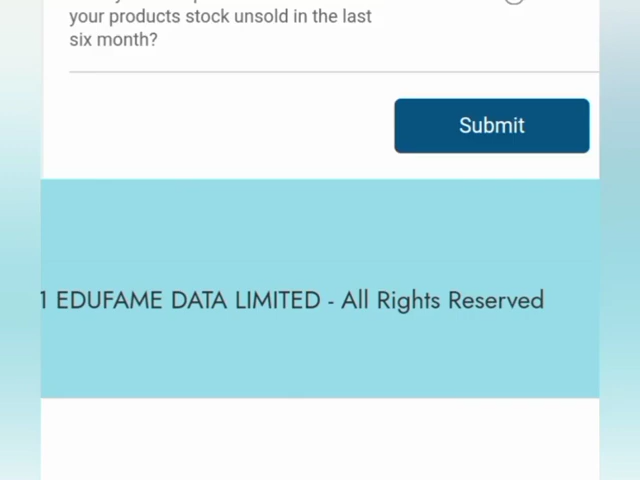 your products stock unsold in the last
six month?
Submit
1 EDUFAME DATA LIMITED - All Rights Reserved